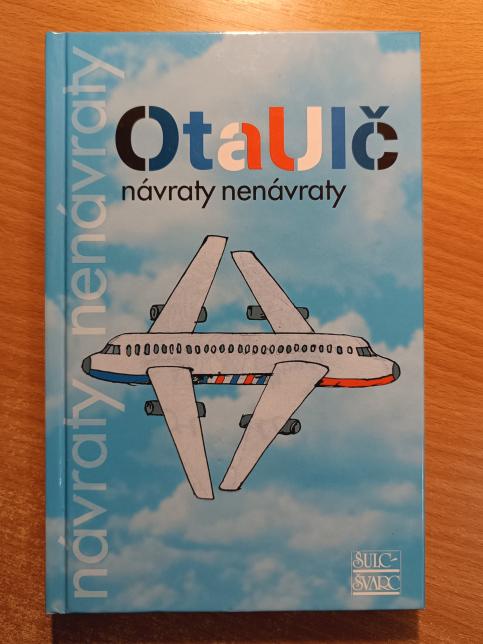 OtaUlč
návraty nenávraty
návraty nenávraty
ŠULC-
ŠVARC